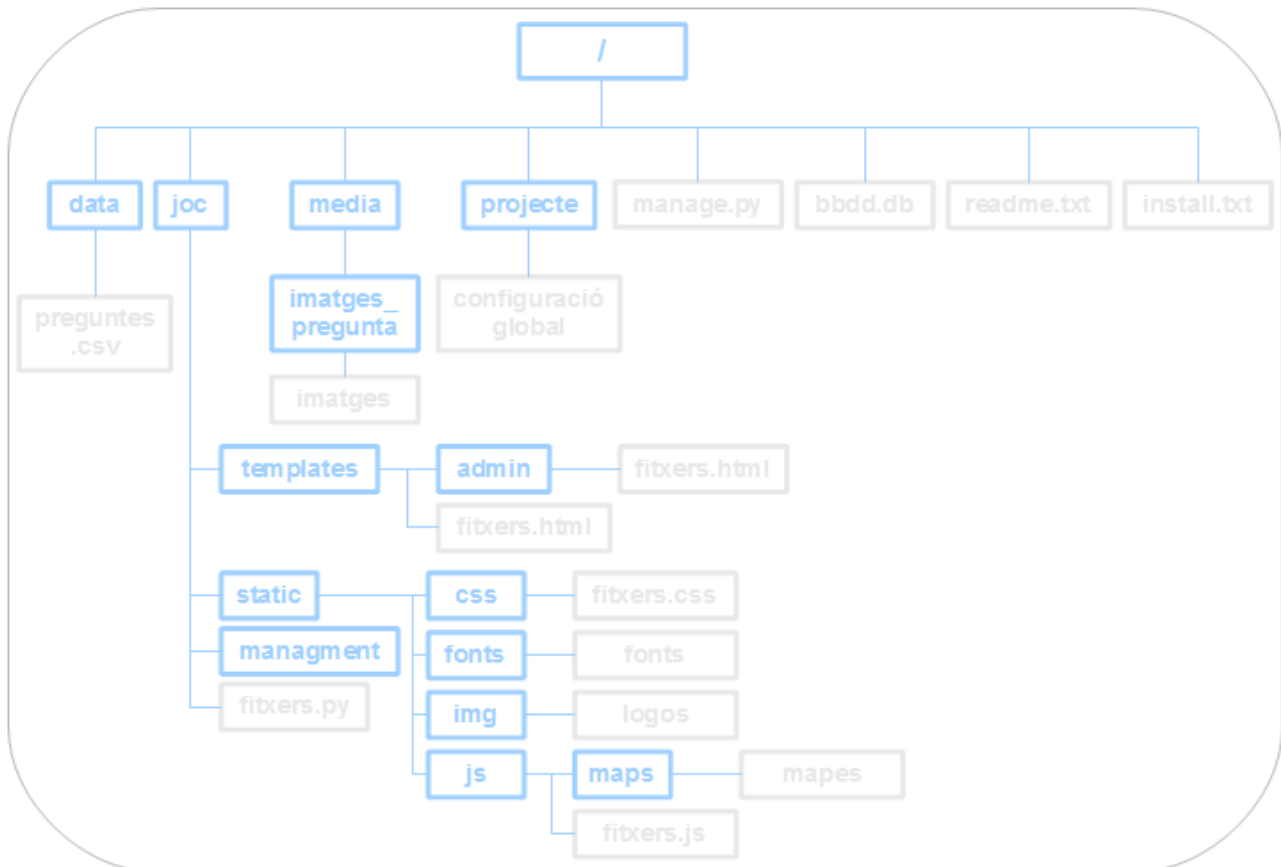 /
data
joc
media
projecte
manage.py
bbdd.db
readme.txt
install.txt
preguntes
.csv
imatges_
pregunta
configuració
global
imatges
templates
admin
fitxers.html
fitxers.html
static
css
fitxers.css
managment
fonts
fonts
fitxers.py
img
logos
js
maps
mapes
fitxers.js